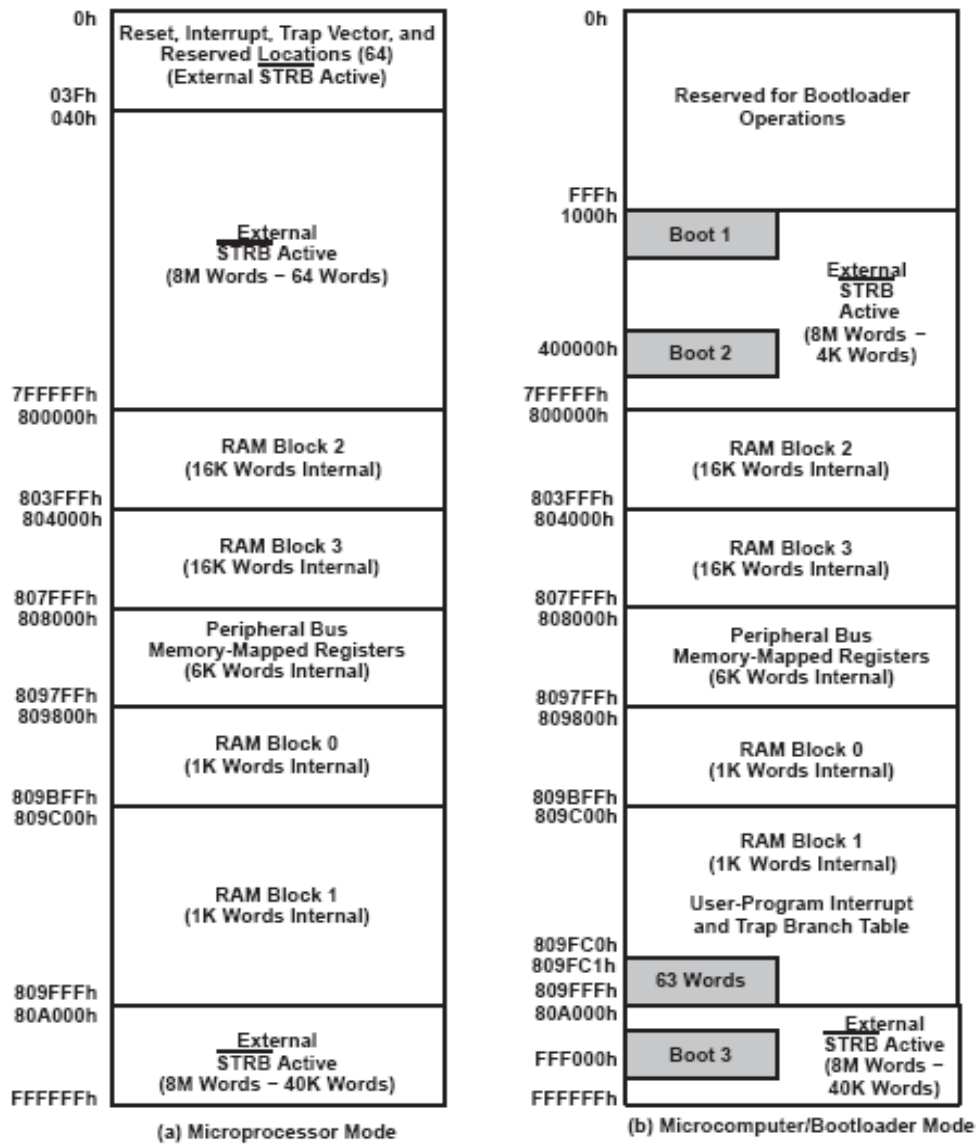 0h
Reset, Interrupt, Trap Vector, and
Reserved Locations (64)
(External STRB Active)
03Fh
040h
External
STRB Active
(8M Words − 64 Words)
7FFFFFh
800000h
RAM Block 2
(16K Words Internal)
803FFFh
804000h
RAM Block 3
(16K Words Internal)
807FFFh
808000h
Peripheral Bus
Memory-Mapped Registers
(6K Words Internal)
8097FFh
809800h
RAM Block 0
(1K Words Internal)
809BFFh
809C00h
RAM Block 1
(1K Words Internal)
809FFFh
80A000h
External
STRB Active
(8M Words − 40K Words)
FFFFFFh
(a) Microprocessor Mode
0h
Reserved for Bootloader
Operations
FFFh
1000h
Boot 1
External
STRB
Active
(8M Words −
4K Words)
400000h
Boot 2
7FFFFFh
800000h
RAM Block 2
(16K Words Internal)
803FFFh
804000h
RAM Block 3
(16K Words Internal)
807FFFh
808000h
Peripheral Bus
Memory-Mapped Registers
(6K Words Internal)
8097FFh
809800h
RAM Block 0
(1K Words Internal)
809BFFh
809C00h
RAM Block 1
(1K Words Internal)
User-Program Interrupt
and Trap Branch Table
809FC0h
809FC1h
63 Words
809FFFh
80A000h
External
STRB Active
(8M Words −
40K Words)
Boot 3
FFF000h
FFFFFFh
(b) Microcomputer/Bootloader Mode